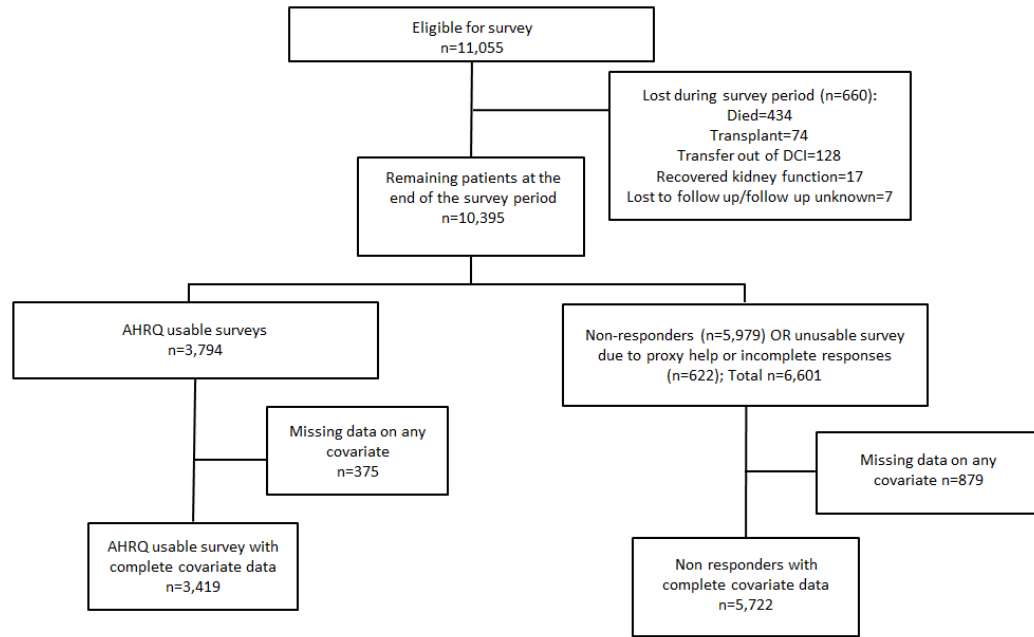 Eligible for survey
n=11,055
Lost during survey period (n=660):
Died=434
Transplant=74
Transfer out of DCI=128
Recovered kidney function=17
Lost to follow up/follow up unknown=7
Remaining patients at the
end of the survey period
n=10,395
AHRQ usable surveys
n=3,794
Non-responders (n=5,979) OR unusable survey
due to proxy help or incomplete responses
(n=622); Total n=6,601
Missing data on any
covariate
n=375
Missing data on any
covariate n=879
AHRQ usable survey with
complete covariate data
n=3,419
Non responders with
complete covariate data
n=5,722